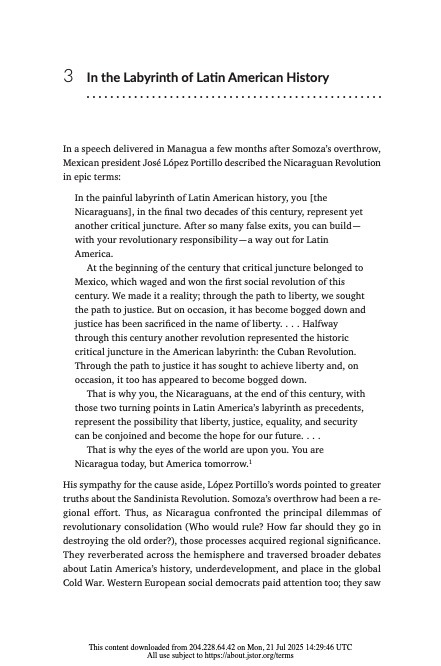 3 In the Labyrinth of Latin American History
In a speech delivered in Managua a few months after Somoza's overthrow,
Mexican president José López Portillo described the Nicaraguan Revolution
in epic terms:
In the painful labyrinth of Latin American history, you [the
Nicaraguans], in the final two decades of this century, represent yet
another critical juncture. After so many false exits, you can build—
with your revolutionary responsibility—a way out for Latin
America.
At the beginning of the century that critical juncture belonged to
Mexico, which waged and won the first social revolution of this
century. We made it a reality; through the path to liberty, we sought
the path to justice. But on occasion, it has become bogged down and
justice has been sacrificed in the name of liberty. . . . Halfway
through this century another revolution represented the historic
critical juncture in the American labyrinth: the Cuban Revolution.
Through the path to justice it has sought to achieve liberty and, on
occasion, it too has appeared to become bogged down.
That is why you, the Nicaraguans, at the end of this century, with
those two turning points in Latin America's labyrinth as precedents,
represent the possibility that liberty, justice, equality, and security
can be conjoined and become the hope for our future. . . .
That is why the eyes of the world are upon you. You are
Nicaragua today, but America tomorrow.¹
His sympathy for the cause aside, López Portillo's words pointed to greater
truths about the Sandinista Revolution. Somoza's overthrow had been a re-
gional effort. Thus, as Nicaragua confronted the principal dilemmas of
revolutionary consolidation (Who would rule? How far should they go in
destroying the old order?), those processes acquired regional significance.
They reverberated across the hemisphere and traversed broader debates
about Latin America's history, underdevelopment, and place in the global
Cold War. Western European social democrats paid attention too; they saw
This content downloaded from 204.228.64.42 on Mon, 21 Jul 2025 14:29:46 UTC
All use subject to https://about.jstor.org/terms